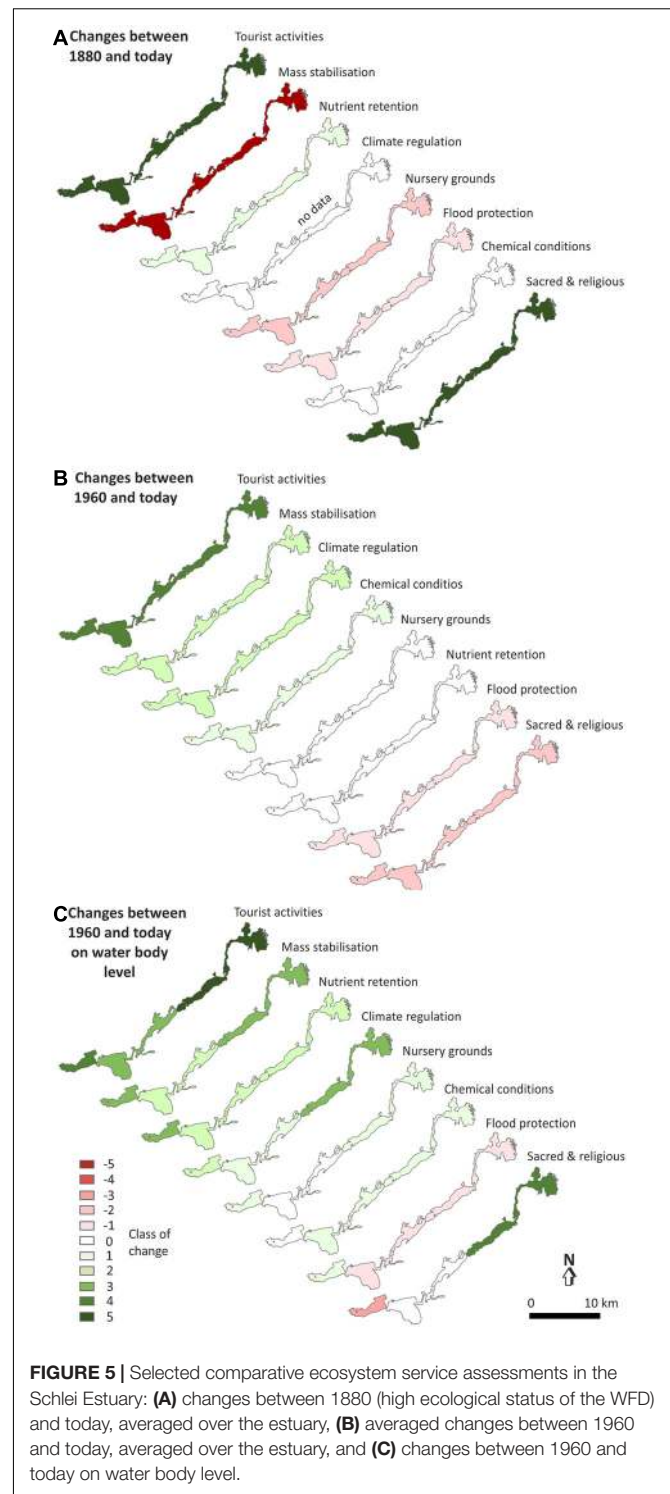 A Changes between
1880 and today
Tourist activities
Mass stabilisation
Nutrient retention
Climate regulation
no data
Nursery grounds
Flood protection
Chemical conditions
Sacred & religious
B Changes between
1960 and today
Tourist activities
Mass stabilisation
Climate regulation
Chemical conditios
Nursery grounds
Nutrient retention
Flood protection
Sacred & religious
C Changes between
1960 and today
on water body
level
Tourist activities
Mass stabilisation
Nutrient retention
Climate regulation
Nursery grounds
Chemical conditions
Flood protection
Sacred & religious
-5
-4
-3
-2
-1
0
1
2
3
4
5
Class of
change
N
0 10 km
FIGURE 5 | Selected comparative ecosystem service assessments in the
Schlei Estuary: (A) changes between 1880 (high ecological status of the WFD)
and today, averaged over the estuary, (B) averaged changes between 1960
and today, averaged over the estuary, and (C) changes between 1960 and
today on water body level.